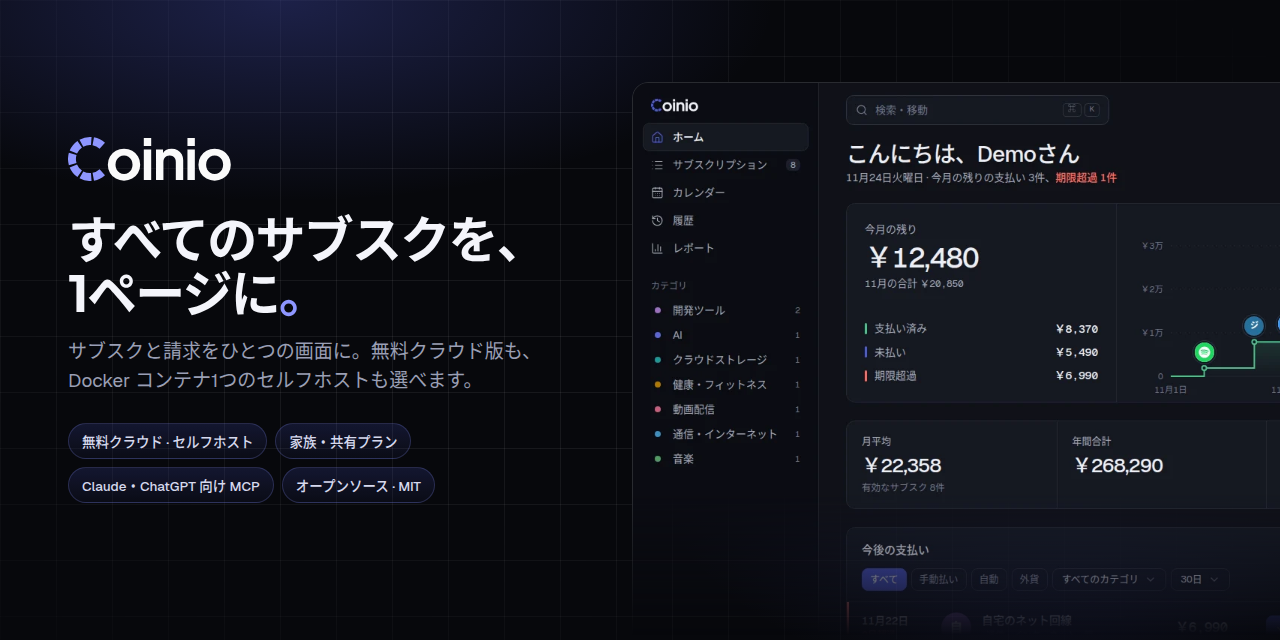 Coinio
すべてのサブスクを、
1ページに。
サブスクと請求をひとつの画面に。無料クラウド版も、
Docker コンテナ1つのセルフホストも選べます。
無料クラウド · セルフホスト
家族・共有プラン
Claude・ChatGPT 向け MCP
オープンソース · MIT
Coinio
ホーム
サブスクリプション 8
カレンダー
履歴
レポート
カテゴリ
開発ツール 2
AI 1
クラウドストレージ 1
健康・フィットネス 1
動画配信 1
通信・インターネット 1
音楽 1
検索・移動 ⌘ K
こんにちは、Demoさん
11月24日火曜日 · 今月の残りの支払い 3件、期限超過 1件
今月の残り
￥12,480
11月の合計 ￥20,850
支払い済み ￥8,370
未払い ￥5,490
期限超過 ￥6,990
￥3万
￥2万
￥1万
0
ジ
11月1日
11
月平均
￥22,358
有効なサブスク 8件
年間合計
￥268,290
今後の支払い
すべて 手動払い 自動 外貨 すべてのカテゴリ 30日
11月22日 自宅のネット回線 ￥6,990